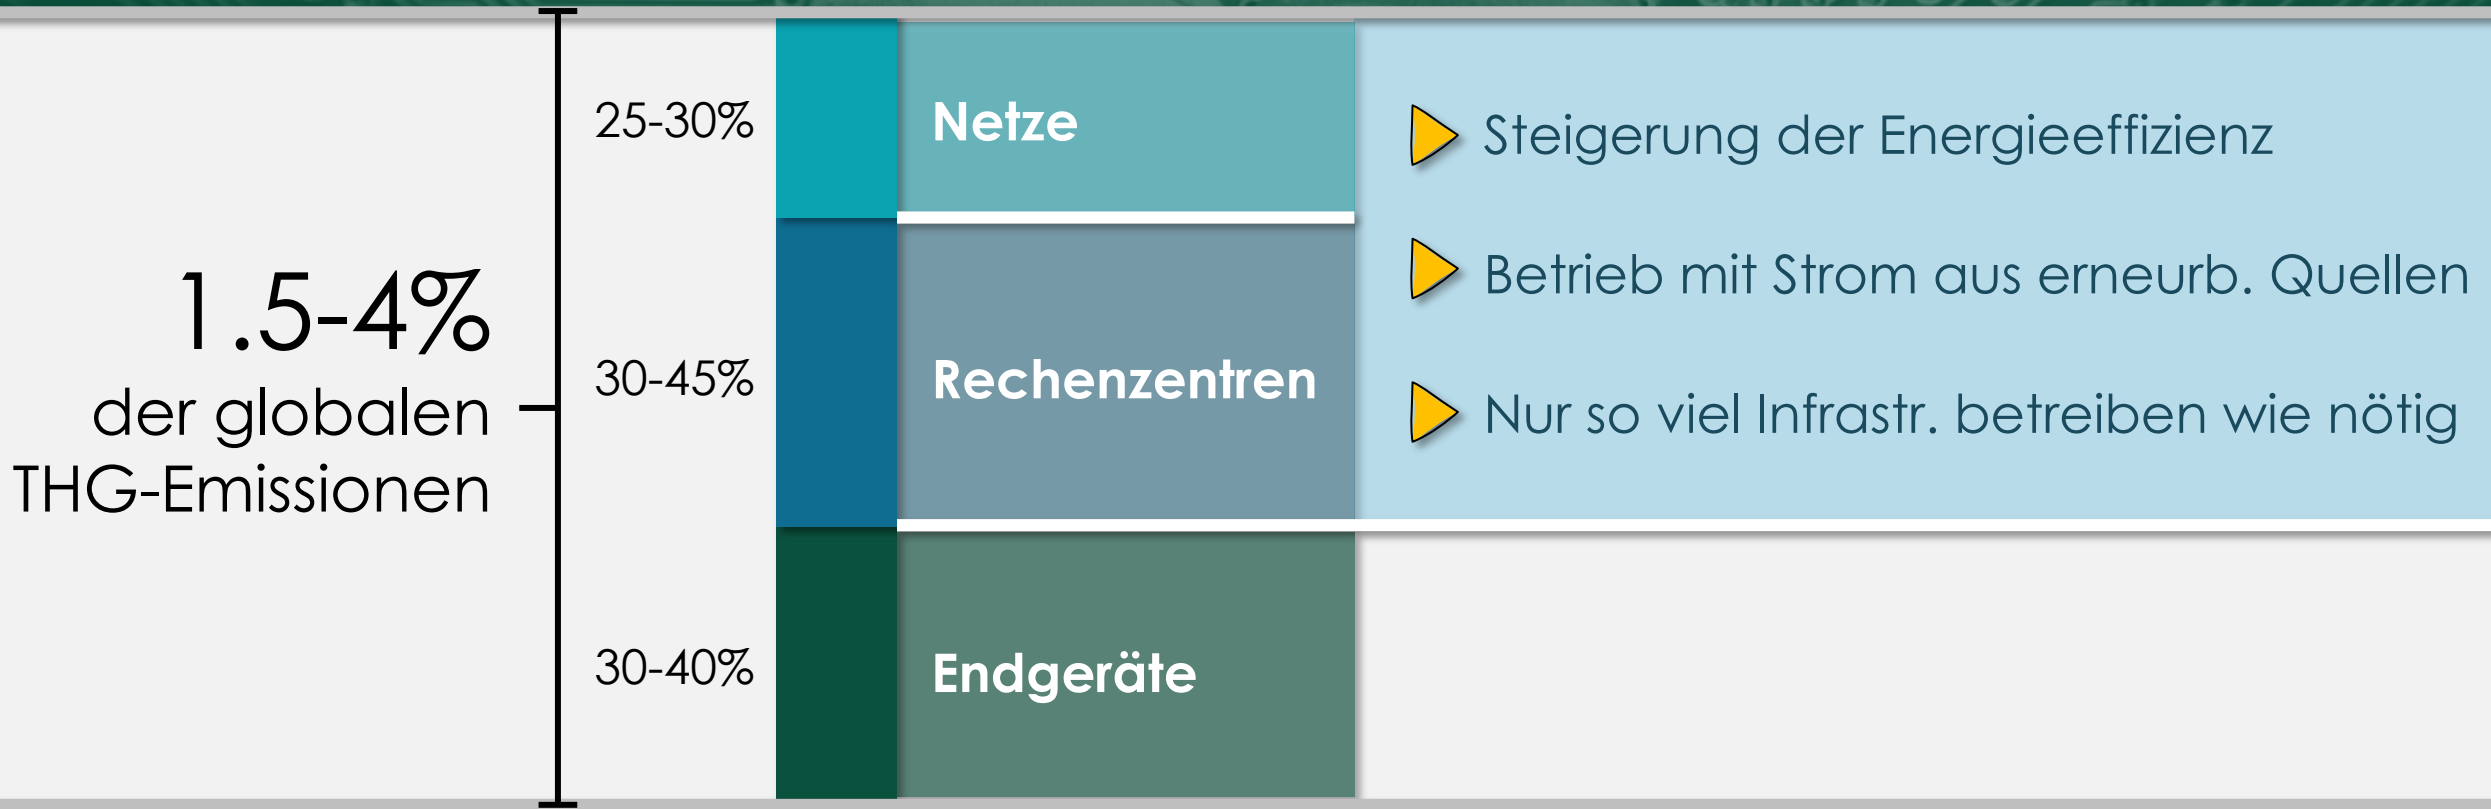 1.5-4%
der globalen
THG-Emissionen
25-30%
Netze
30-45%
Rechenzentren
30-40%
Endgeräte
Steigerung der Energieeffizienz
Betrieb mit Strom aus erneurb. Quellen
Nur so viel Infrastr. betreiben wie nötig